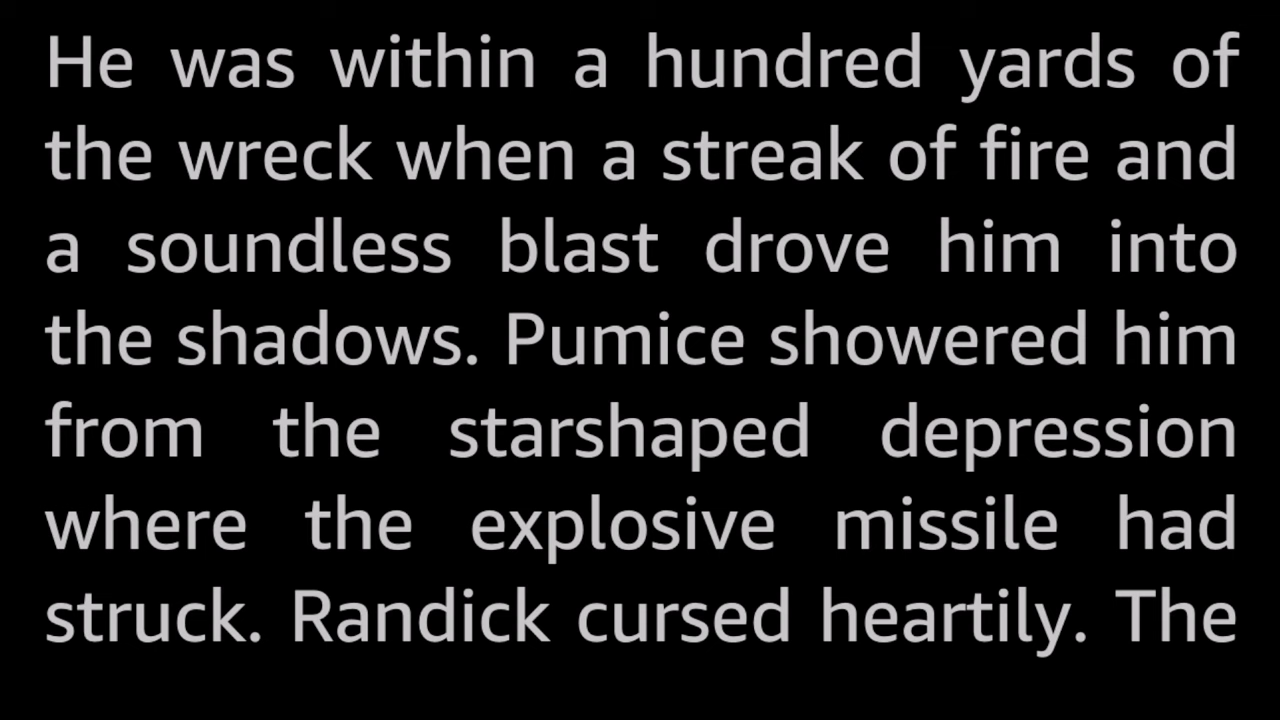 He was within a hundred yards of
the wreck when a streak of fire and
a soundless blast drove him into
the shadows. Pumice showered him
from the starshaped depression
where the explosive missile had
struck. Randick cursed heartily. The